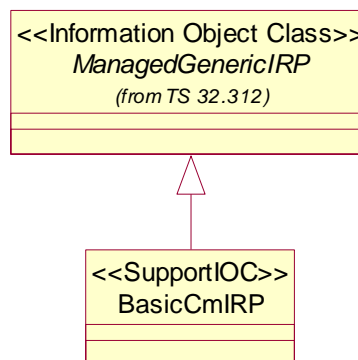 <<Information Object Class>>
ManagedGenericIRP
(from TS 32.312)
<<SupportIOC>>
BasicCmIRP